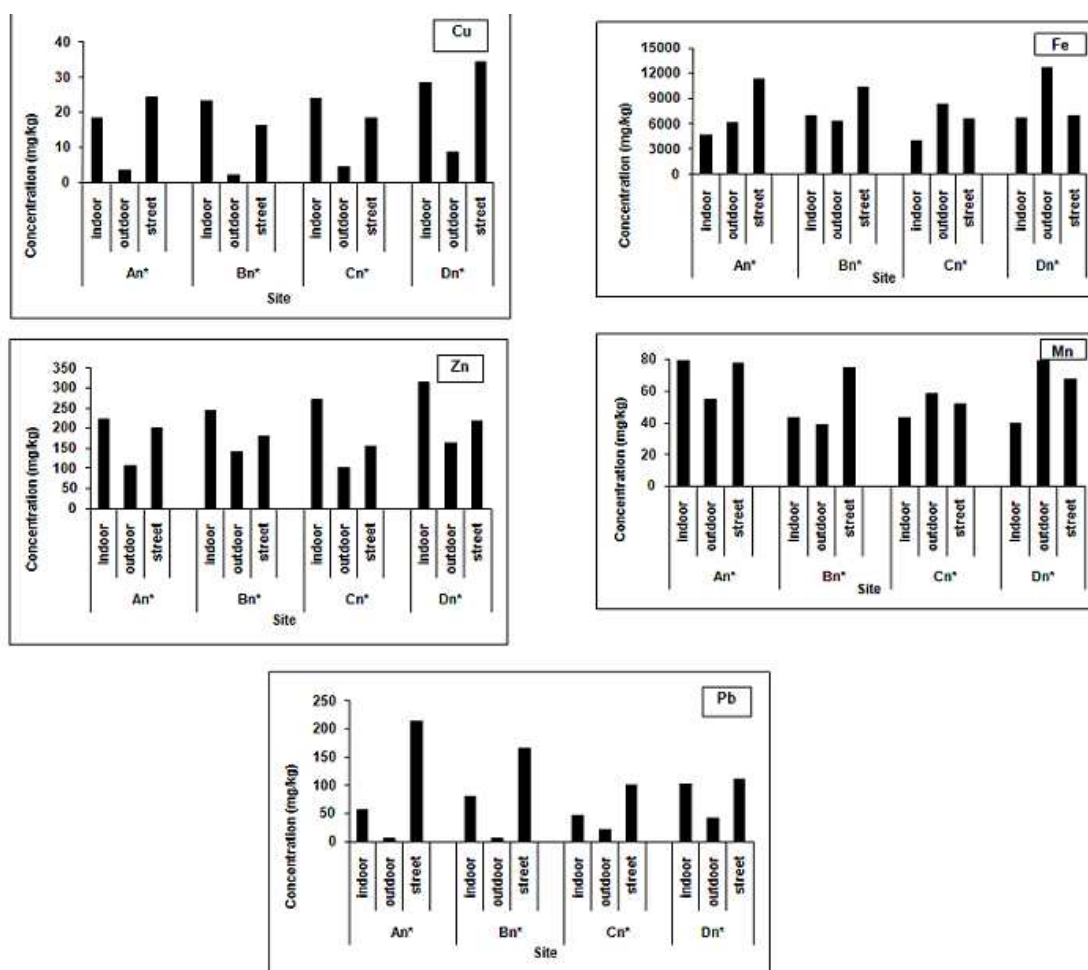 Cu
Concentration (mg/kg)
40
30
20
10
0
indoor outdoor street indoor outdoor street indoor outdoor street indoor outdoor street
An* Bn* Cn* Dn*
Site
Fe
Concentration (mg/kg)
15000
12000
9000
6000
3000
0
indoor outdoor street indoor outdoor street indoor outdoor street indoor outdoor street
An* Bn* Cn* Dn*
Site
Zn
Concentration (mg/kg)
350
300
250
200
150
100
50
0
indoor outdoor street indoor outdoor street indoor outdoor street indoor outdoor street
An* Bn* Cn* Dn*
Site
Mn
Concentration (mg/kg)
80
60
40
20
0
indoor outdoor street indoor outdoor street indoor outdoor street indoor outdoor street
An* Bn* Cn* Dn*
Site
Pb
Concentration (mg/kg)
250
200
150
100
50
0
indoor outdoor street indoor outdoor street indoor outdoor street indoor outdoor street
An* Bn* Cn* Dn*
Site